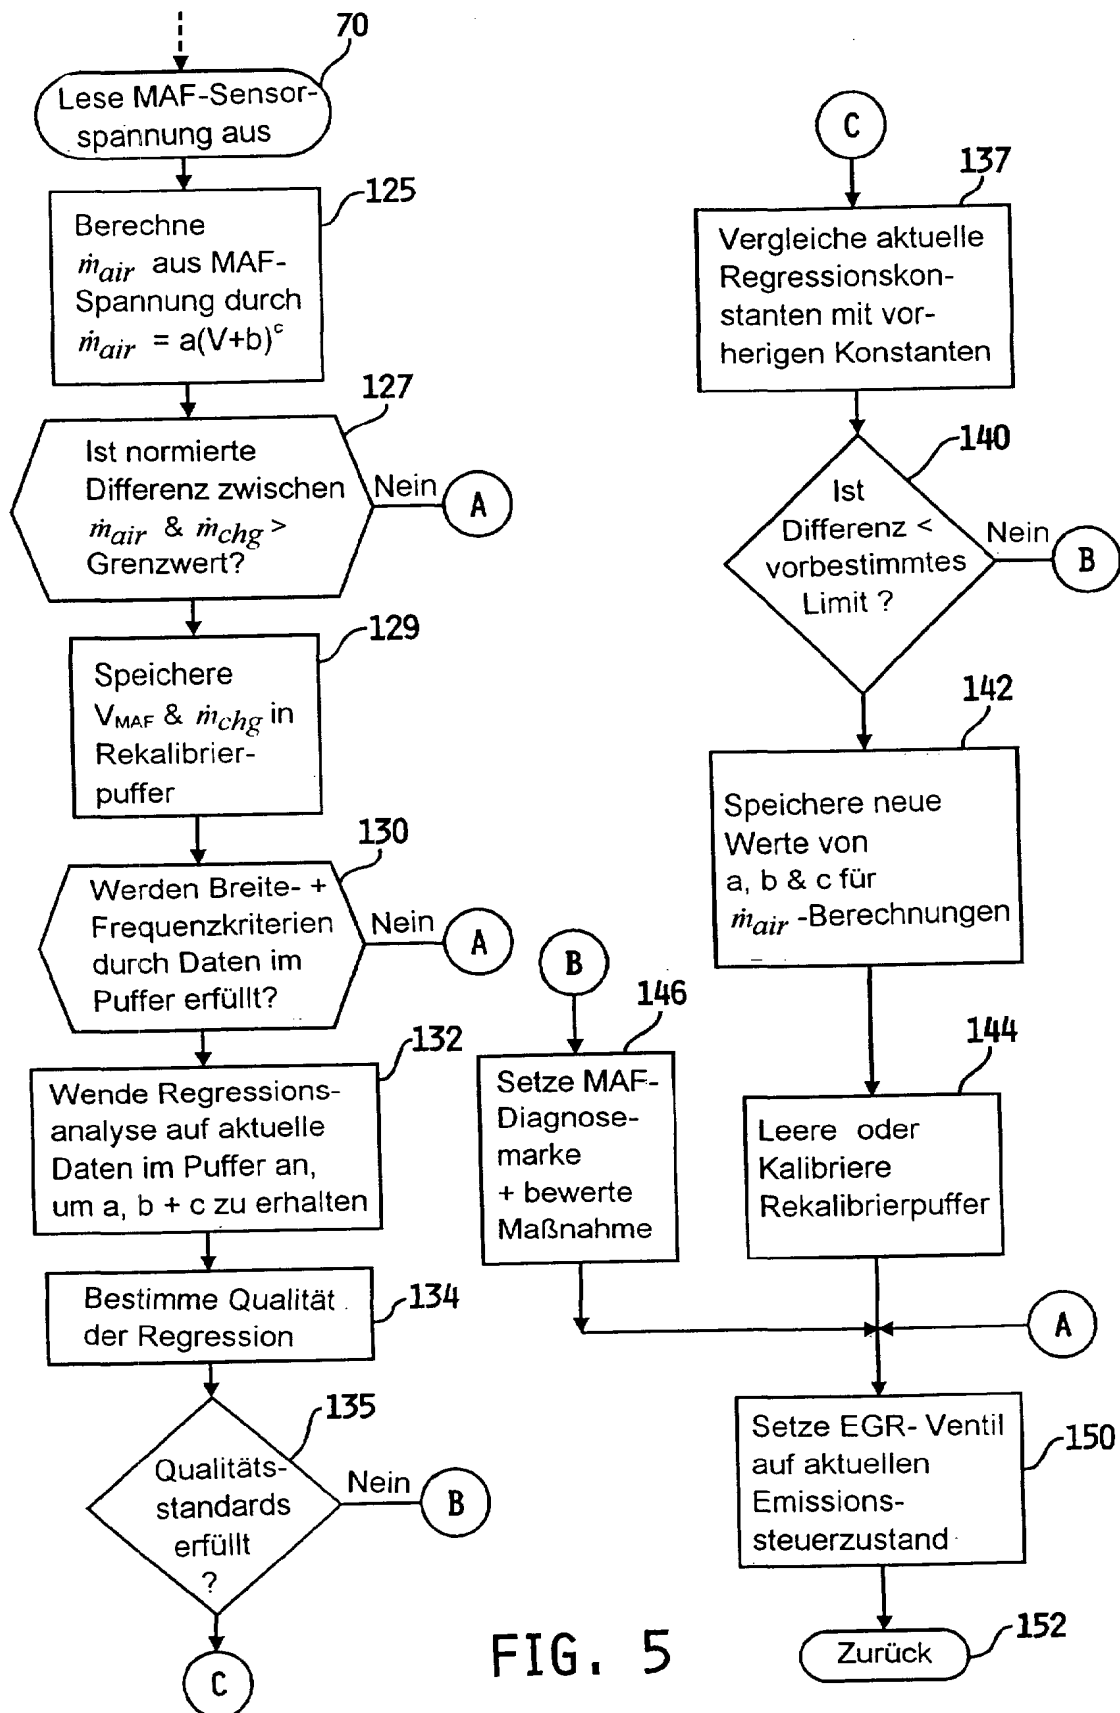 70
Lese MAF-Sensor-
spannung aus
125
Berechne
ṁair aus MAF-
Spannung durch
ṁair = a(V+b)^c
127
Ist normierte
Differenz zwischen
ṁair & ṁchg >
Grenzwert?
Nein
A
129
Speichere
VMAF & ṁchg in
Rekalibrier-
puffer
130
Werden Breite- +
Frequenzkriterien
durch Daten im
Puffer erfüllt?
Nein
A
132
Wende Regressions-
analyse auf aktuelle
Daten im Puffer an,
um a, b + c zu erhalten
134
Bestimme Qualität
der Regression
135
Qualitäts-
standards
erfüllt
?
Nein
B
C
C
137
Vergleiche aktuelle
Regressionskon-
stanten mit vor-
herigen Konstanten
140
Ist
Differenz <
vorbestimmtes
Limit ?
Nein
B
142
Speichere neue
Werte von
a, b & c für
ṁair -Berechnungen
B
146
Setze MAF-
Diagnose-
marke
+ bewerte
Maßnahme
144
Leere oder
Kalibriere
Rekalibrierpuffer
A
150
Setze EGR- Ventil
auf aktuellen
Emissions-
steuerzustand
152
Zurück
FIG. 5